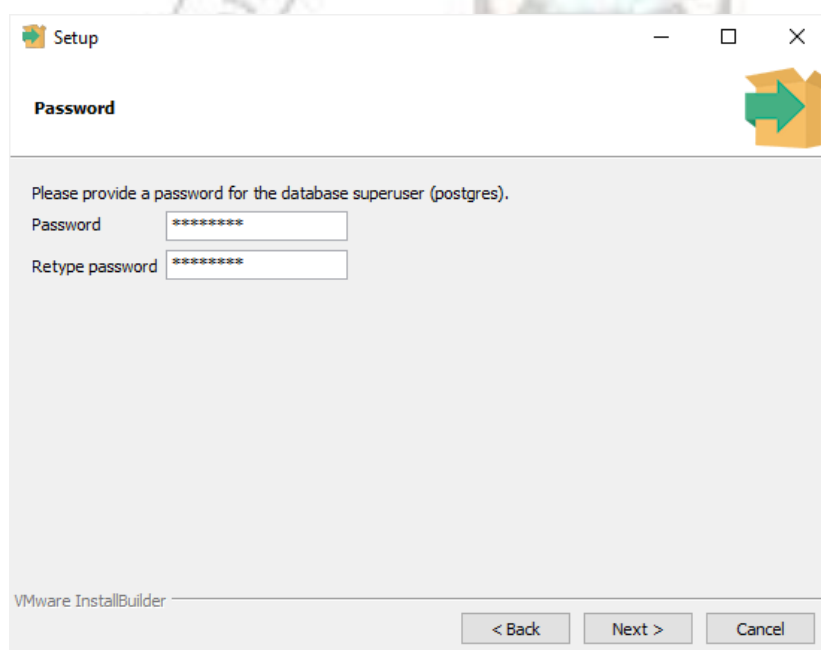 Setup
Password
Please provide a password for the database superuser (postgres).
Password ********
Retype password ********
VMware InstallBuilder
< Back Next > Cancel